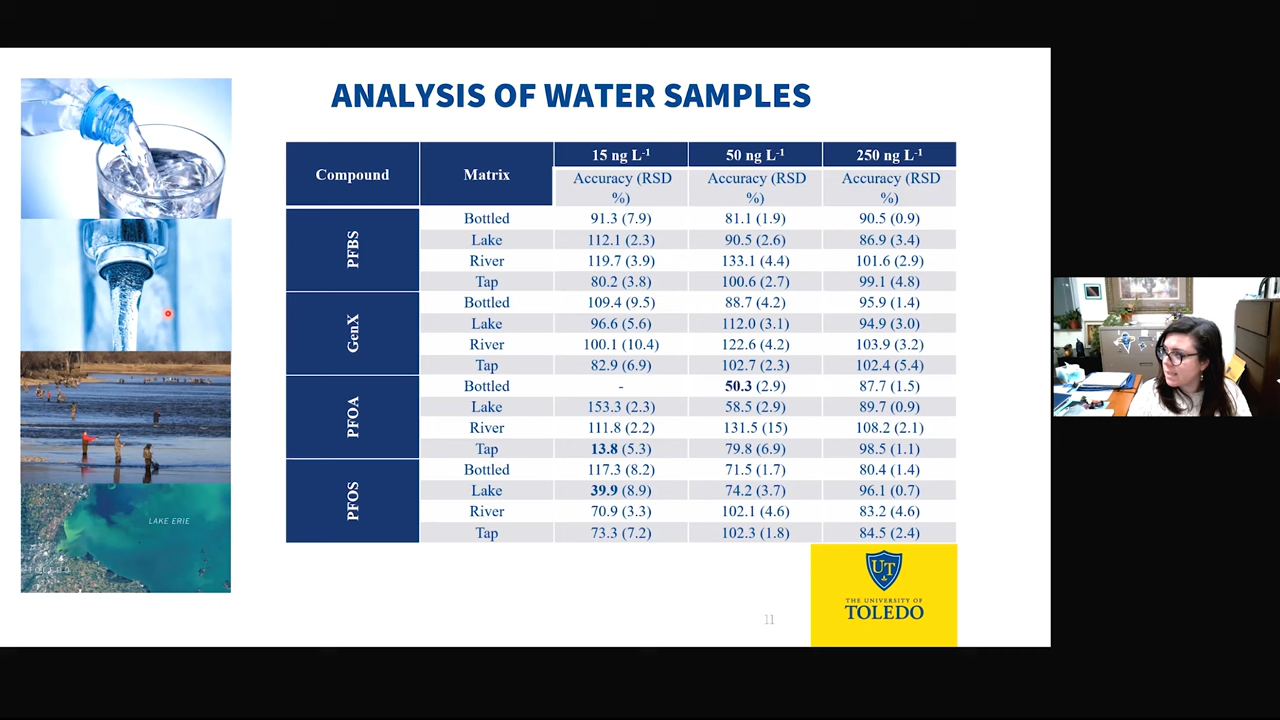 ANALYSIS OF WATER SAMPLES
Compound Matrix 15 ng L-1 50 ng L-1 250 ng L-1
Accuracy (RSD %) Accuracy (RSD %) Accuracy (RSD %)
PFBS
Bottled 91.3 (7.9) 81.1 (1.9) 90.5 (0.9)
Lake 112.1 (2.3) 90.5 (2.6) 86.9 (3.4)
River 119.7 (3.9) 133.1 (4.4) 101.6 (2.9)
Tap 80.2 (3.8) 100.6 (2.7) 99.1 (4.8)
GenX
Bottled 109.4 (9.5) 88.7 (4.2) 95.9 (1.4)
Lake 96.6 (5.6) 112.0 (3.1) 94.9 (3.0)
River 100.1 (10.4) 122.6 (4.2) 103.9 (3.2)
Tap 82.9 (6.9) 102.7 (2.3) 102.4 (5.4)
PFOA
Bottled - 50.3 (2.9) 87.7 (1.5)
Lake 153.3 (2.3) 58.5 (2.9) 89.7 (0.9)
River 111.8 (2.2) 131.5 (15) 108.2 (2.1)
Tap 13.8 (5.3) 79.8 (6.9) 98.5 (1.1)
PFOS
Bottled 117.3 (8.2) 71.5 (1.7) 80.4 (1.4)
Lake 39.9 (8.9) 74.2 (3.7) 96.1 (0.7)
River 70.9 (3.3) 102.1 (4.6) 83.2 (4.6)
Tap 73.3 (7.2) 102.3 (1.8) 84.5 (2.4)
LAKE ERIE
TOLEDO
UT
THE UNIVERSITY OF
TOLEDO
11